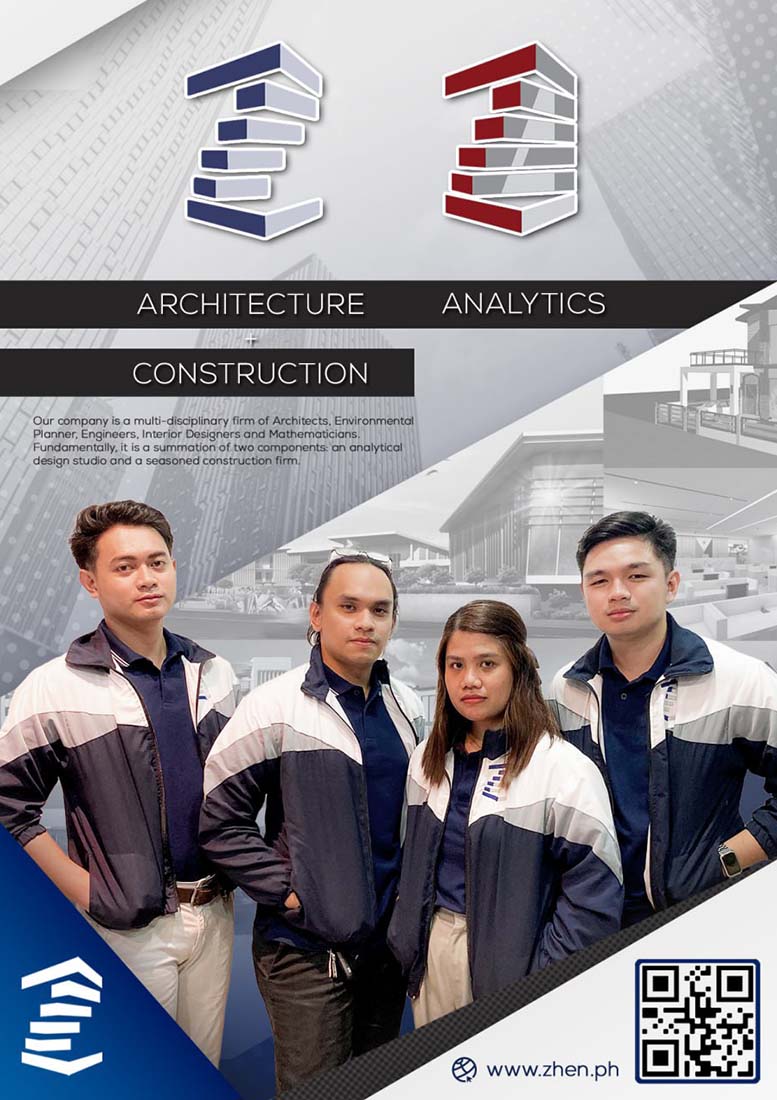 ARCHITECTURE ANALYTICS
+
CONSTRUCTION
Our company is a multi-disciplinary firm of Architects, Environmental
Planner, Engineers, Interior Designers and Mathematicians.
Fundamentally, it is a summation of two components: an analytical
design studio and a seasoned construction firm.
www.zhen.ph